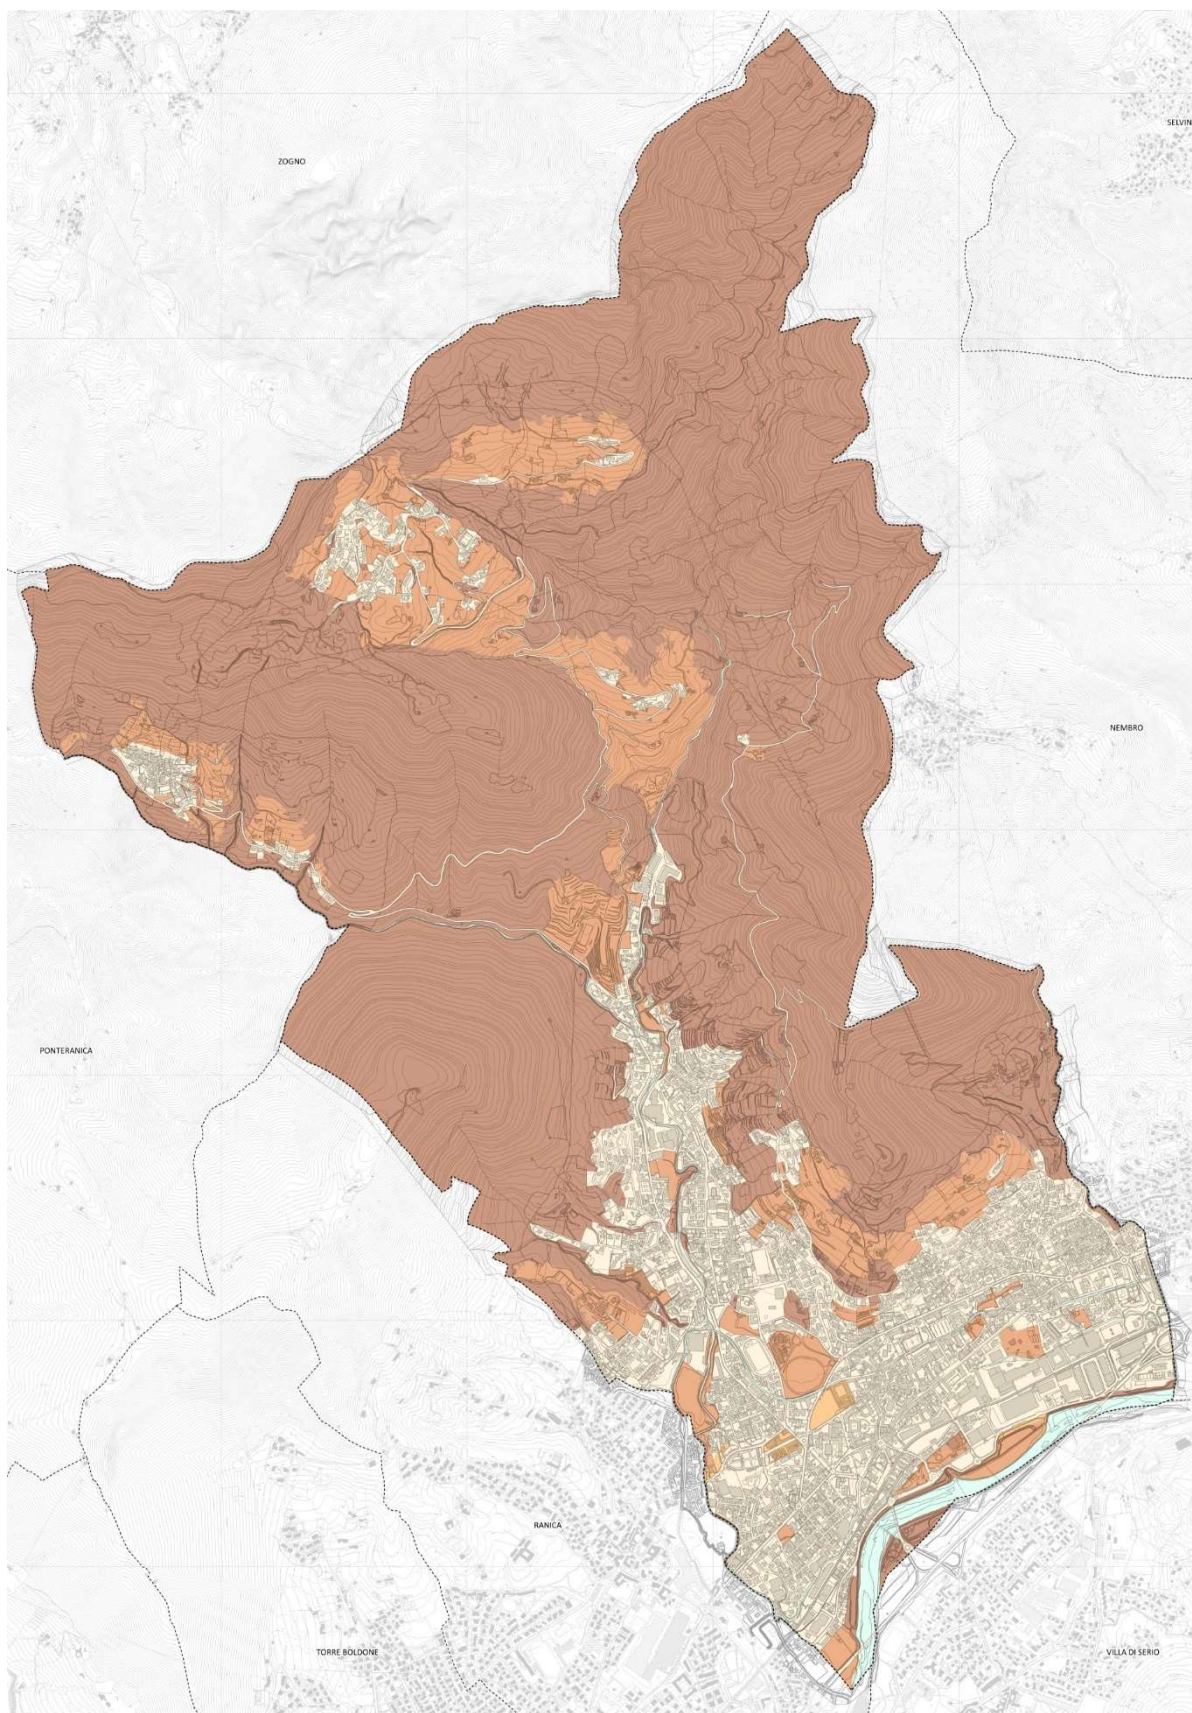 SELVIN
ZOGNO
NEMBRO
PONTERANICA
RANICA
TORRE BOLDONE
VILLA DI SERIO